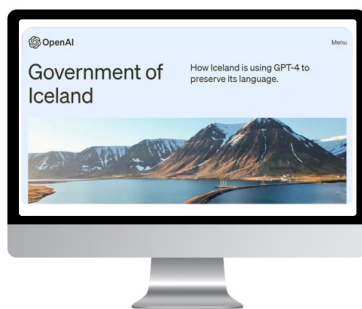 OpenAI
Menu
Government of
Iceland
How Iceland is using GPT-4 to
preserve its language.